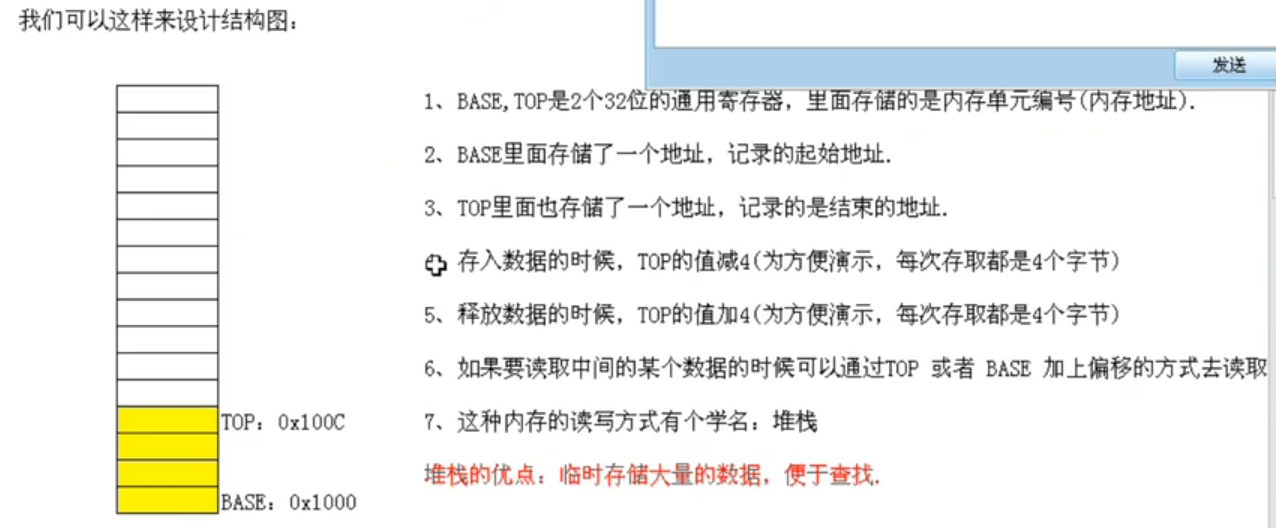 我们可以这样来设计结构图：
发送
1、BASE,TOP是2个32位的通用寄存器，里面存储的是内存单元编号(内存地址).
2、BASE里面存储了一个地址，记录的起始地址.
3、TOP里面也存储了一个地址，记录的是结束的地址.
存入数据的时候，TOP的值减4(为方便演示，每次存取都是4个字节)
5、释放数据的时候，TOP的值加4(为方便演示，每次存取都是4个字节)
6、如果要读取中间的某个数据的时候可以通过TOP 或者 BASE 加上偏移的方式去读取
TOP：0x100C
7、这种内存的读写方式有个学名：堆栈
堆栈的优点：临时存储大量的数据，便于查找.
BASE：0x1000